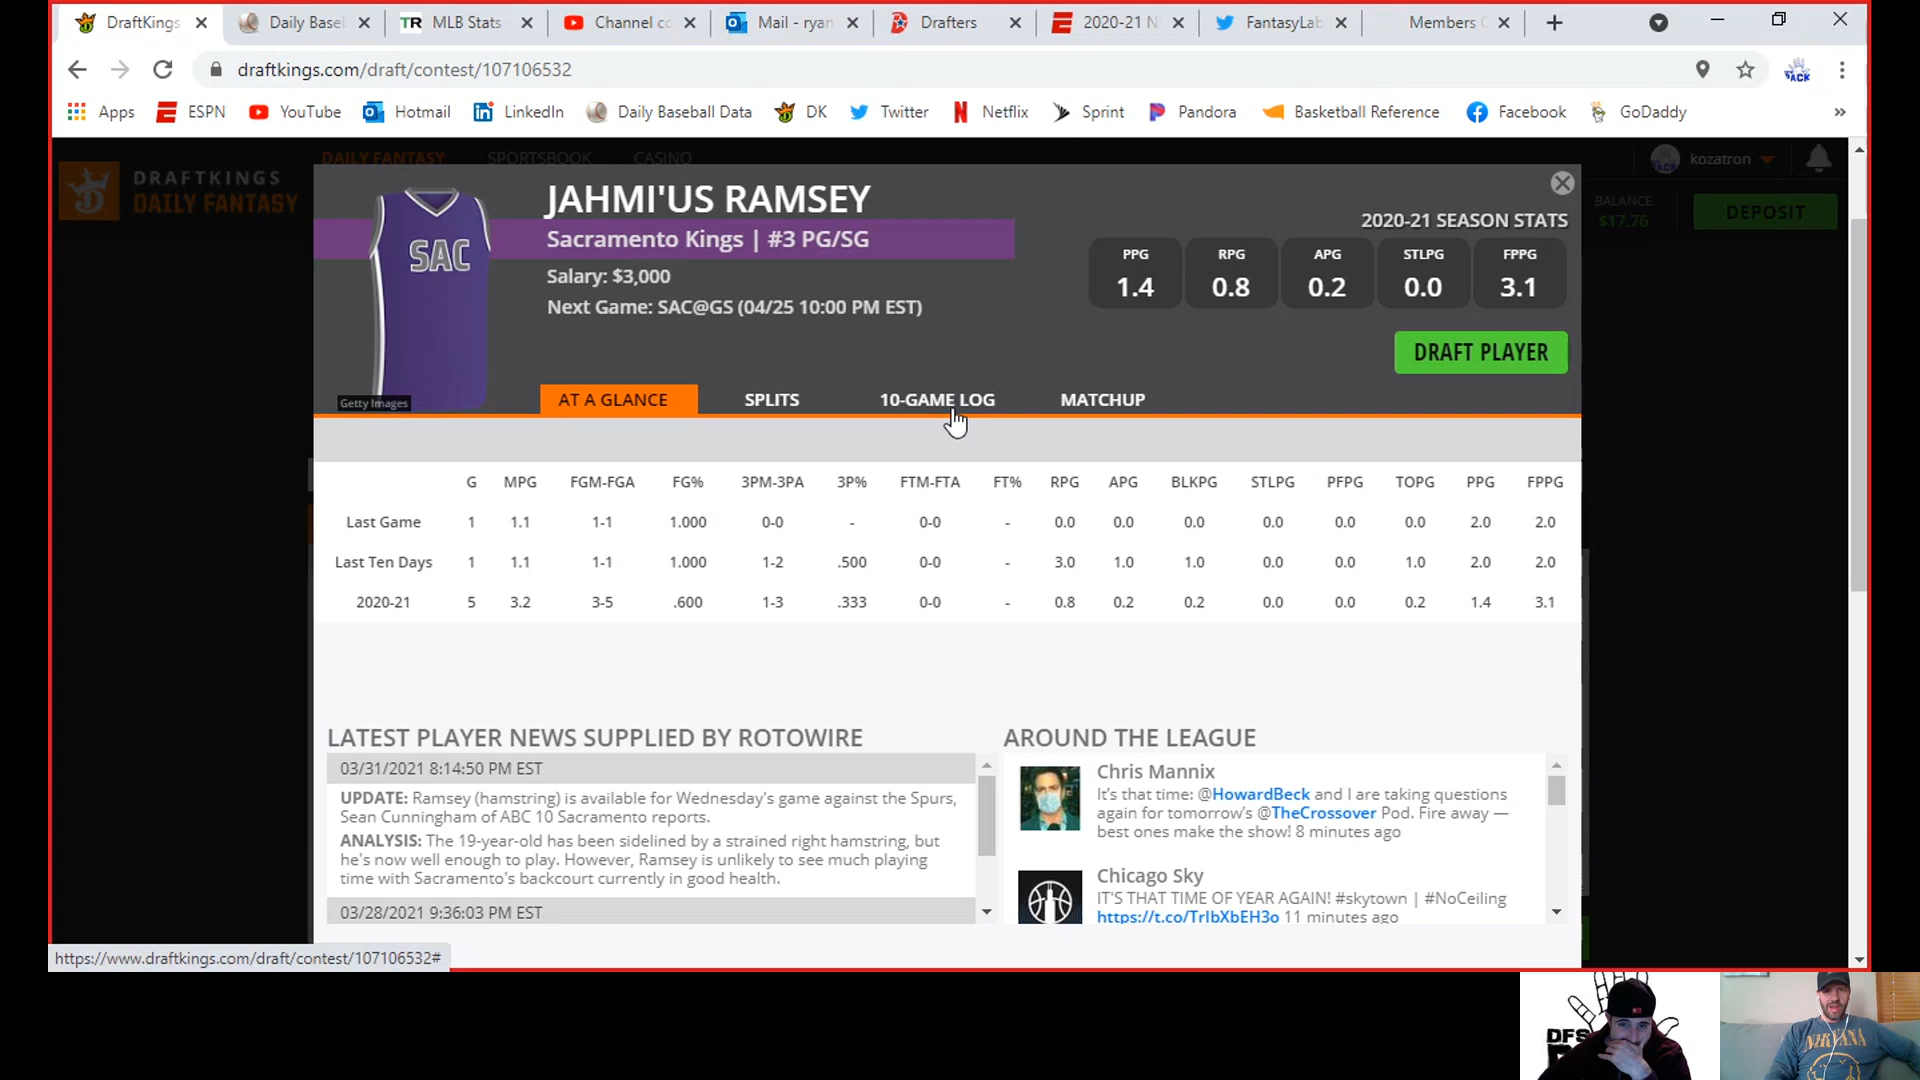 DraftKings
Daily Base
TR MLB Stats
Channel co
Mail - ryan
Drafters
2020-21 N
FantasyLab
Members
draftkings.com/draft/contest/107106532
Apps
ESPN
YouTube
Hotmail
LinkedIn
Daily Baseball Data
DK
Twitter
Netflix
Sprint
Pandora
Basketball Reference
Facebook
GoDaddy
»
DRAFTKINGS
DAILY FANTASY
DAILY FANTASY
SPORTSBOOK
CASINO
kozatron
BALANCE
$17.76
DEPOSIT
SAC
Getty Images
JAHMI'US RAMSEY
Sacramento Kings | #3 PG/SG
Salary: $3,000
Next Game: SAC@GS (04/25 10:00 PM EST)
2020-21 SEASON STATS
PPG RPG APG STLPG FPPG
1.4 0.8 0.2 0.0 3.1
DRAFT PLAYER
AT A GLANCE
SPLITS
10-GAME LOG
MATCHUP
G MPG FGM-FGA FG% 3PM-3PA 3P% FTM-FTA FT% RPG APG BLKPG STLPG PFPG TOPG PPG FPPG
Last Game 1 1.1 1-1 1.000 0-0 - 0-0 - 0.0 0.0 0.0 0.0 0.0 0.0 2.0 2.0
Last Ten Days 1 1.1 1-1 1.000 1-2 .500 0-0 - 3.0 1.0 1.0 0.0 0.0 1.0 2.0 2.0
2020-21 5 3.2 3-5 .600 1-3 .333 0-0 - 0.8 0.2 0.2 0.0 0.0 0.2 1.4 3.1
LATEST PLAYER NEWS SUPPLIED BY ROTOWIRE
03/31/2021 8:14:50 PM EST
UPDATE: Ramsey (hamstring) is available for Wednesday's game against the Spurs,
Sean Cunningham of ABC 10 Sacramento reports.
ANALYSIS: The 19-year-old has been sidelined by a strained right hamstring, but
he's now well enough to play. However, Ramsey is unlikely to see much playing
time with Sacramento's backcourt currently in good health.
03/28/2021 9:36:03 PM EST
AROUND THE LEAGUE
Chris Mannix
It's that time: @HowardBeck and I are taking questions
again for tomorrow's @TheCrossover Pod. Fire away —
best ones make the show! 8 minutes ago
Chicago Sky
IT'S THAT TIME OF YEAR AGAIN! #skytown | #NoCeiling
https://t.co/TrIbXbEH3o 11 minutes ago
https://www.draftkings.com/draft/contest/107106532#
DFS
NIRVANA